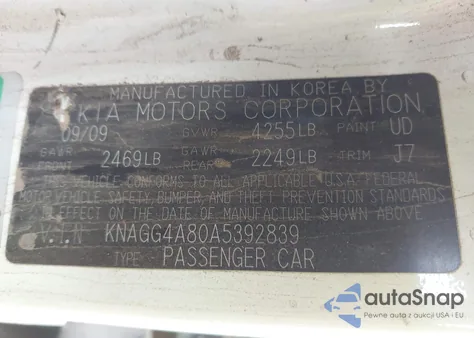 MANUFACTURED IN KOREA BY
KIA MOTORS CORPORATION
09/09 GVWR 4255LB PAINT UD
GAWR FRONT 2469LB GAWR REAR 2249LB TRIM J7
THIS VEHICLE CONFORMS TO ALL APPLICABLE U.S.A/FEDERAL
MOTOR VEHICLE SAFETY,BUMPER,AND THEFT PREVENTION STANDARDS
IN EFFECT ON THE DATE OF MANUFACTURE SHOWN ABOVE
V.I.N KNAGG4A80A5392839
TYPE: PASSENGER CAR
autoSnap
Pewne auta z aukcji USA i EU